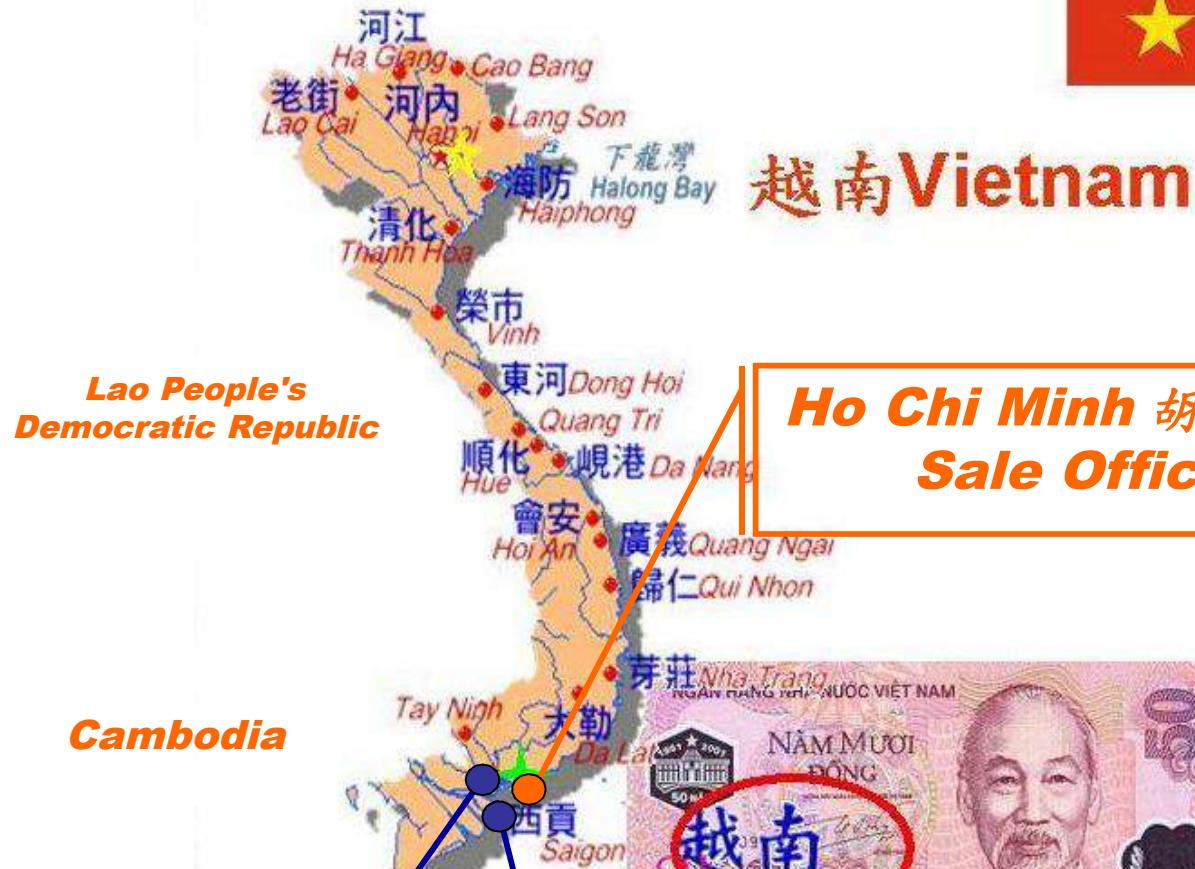 河江
Ha Giang
Cao Bang
老街
Lao Cai
河內
Hanoi
Lang Son
下龍灣
Halong Bay
海防
Haiphong
越南Vietnam
清化
Thanh Hoa
榮市
Vinh
Lao People's
Democratic Republic
東河Dong Hoi
Quang Tri
順化
Hue
峴港Da Nang
Ho Chi Minh 胡
Sale Offic
會安
Hoi An
廣義Quang Ngai
歸仁Qui Nhon
芽莊Nha Trang
Tay Ninh
大勒
Da Lat
Cambodia
西貢
Saigon
NGÂN HÀNG NHÀ NƯỚC VIỆT NAM
NĂM MƯƠI
ĐỒNG
1951 2001
50
越南